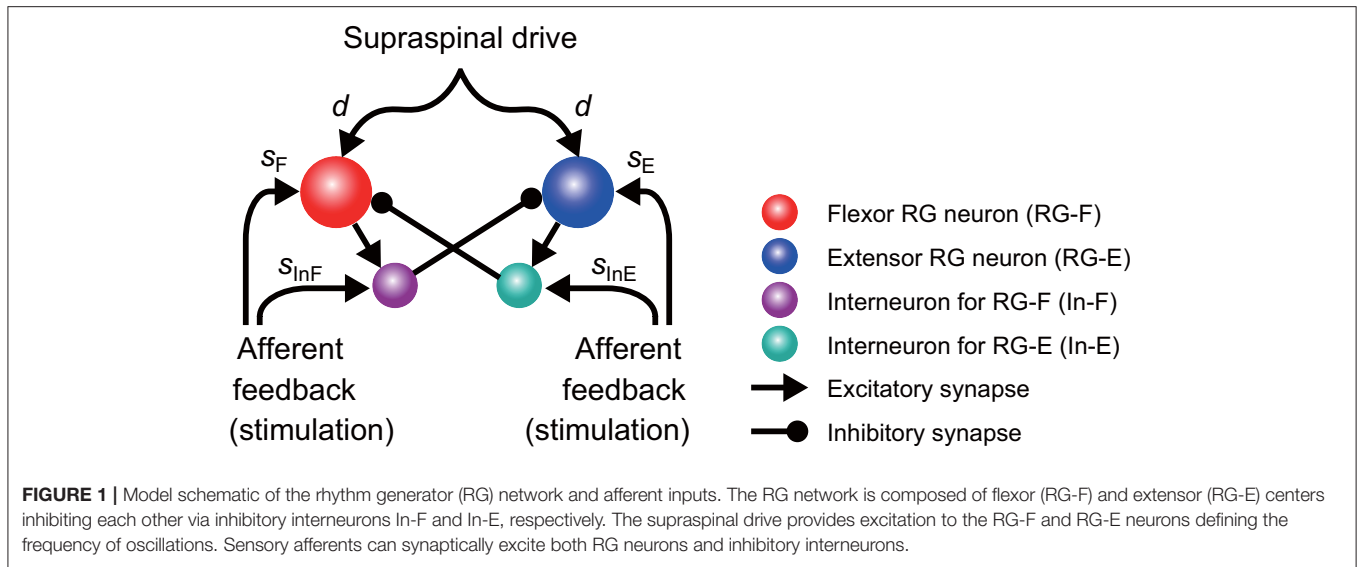 Supraspinal drive
d
d
s_F
s_E
s_InF
s_InE
Afferent
feedback
(stimulation)
Afferent
feedback
(stimulation)
Flexor RG neuron (RG-F)
Extensor RG neuron (RG-E)
Interneuron for RG-F (In-F)
Interneuron for RG-E (In-E)
Excitatory synapse
Inhibitory synapse
FIGURE 1 | Model schematic of the rhythm generator (RG) network and afferent inputs. The RG network is composed of flexor (RG-F) and extensor (RG-E) centers
inhibiting each other via inhibitory interneurons In-F and In-E, respectively. The supraspinal drive provides excitation to the RG-F and RG-E neurons defining the
frequency of oscillations. Sensory afferents can synaptically excite both RG neurons and inhibitory interneurons.